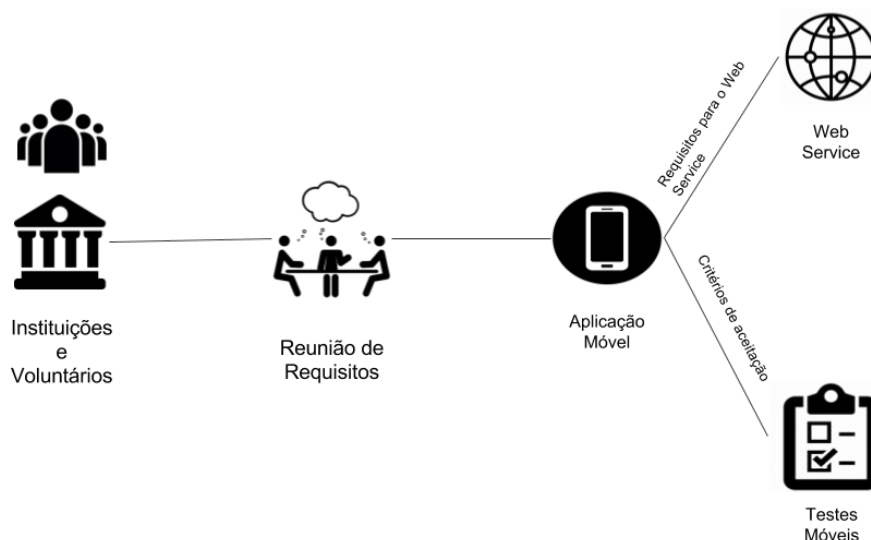 Instituições
e
Voluntários
Reunião de
Requisitos
Aplicação
Móvel
Requisitos para o Web
Service
Critérios de aceitação
Web
Service
Testes
Móveis